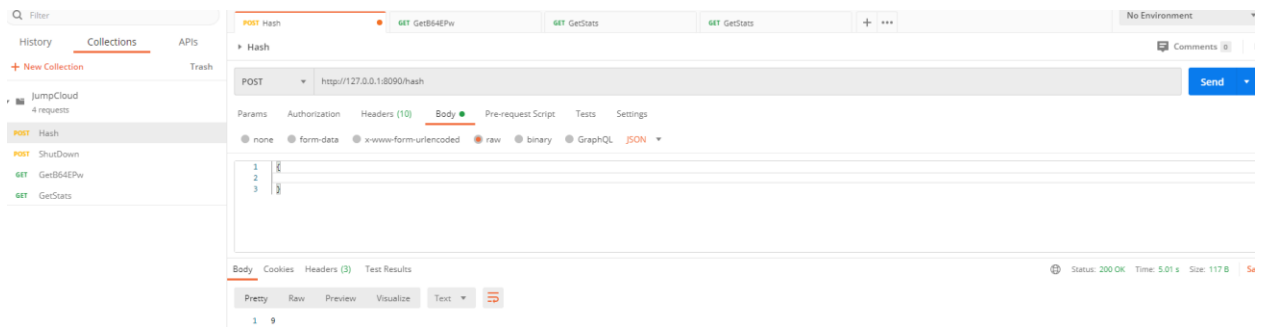 Filter
History Collections APIs
+ New Collection Trash
JumpCloud
4 requests
POST Hash
POST ShutDown
GET GetB64EPw
GET GetStats
POST Hash GET GetB64EPw GET GetStats GET GetStats + ••• No Environment
Hash Comments 0
POST http://127.0.0.1:8090/hash Send
Params Authorization Headers (10) Body Pre-request Script Tests Settings
none form-data x-www-form-urlencoded raw binary GraphQL JSON
1 {
2
3 }
Body Cookies Headers (3) Test Results Status: 200 OK Time: 5.01 s Size: 117 B
Pretty Raw Preview Visualize Text
1 9